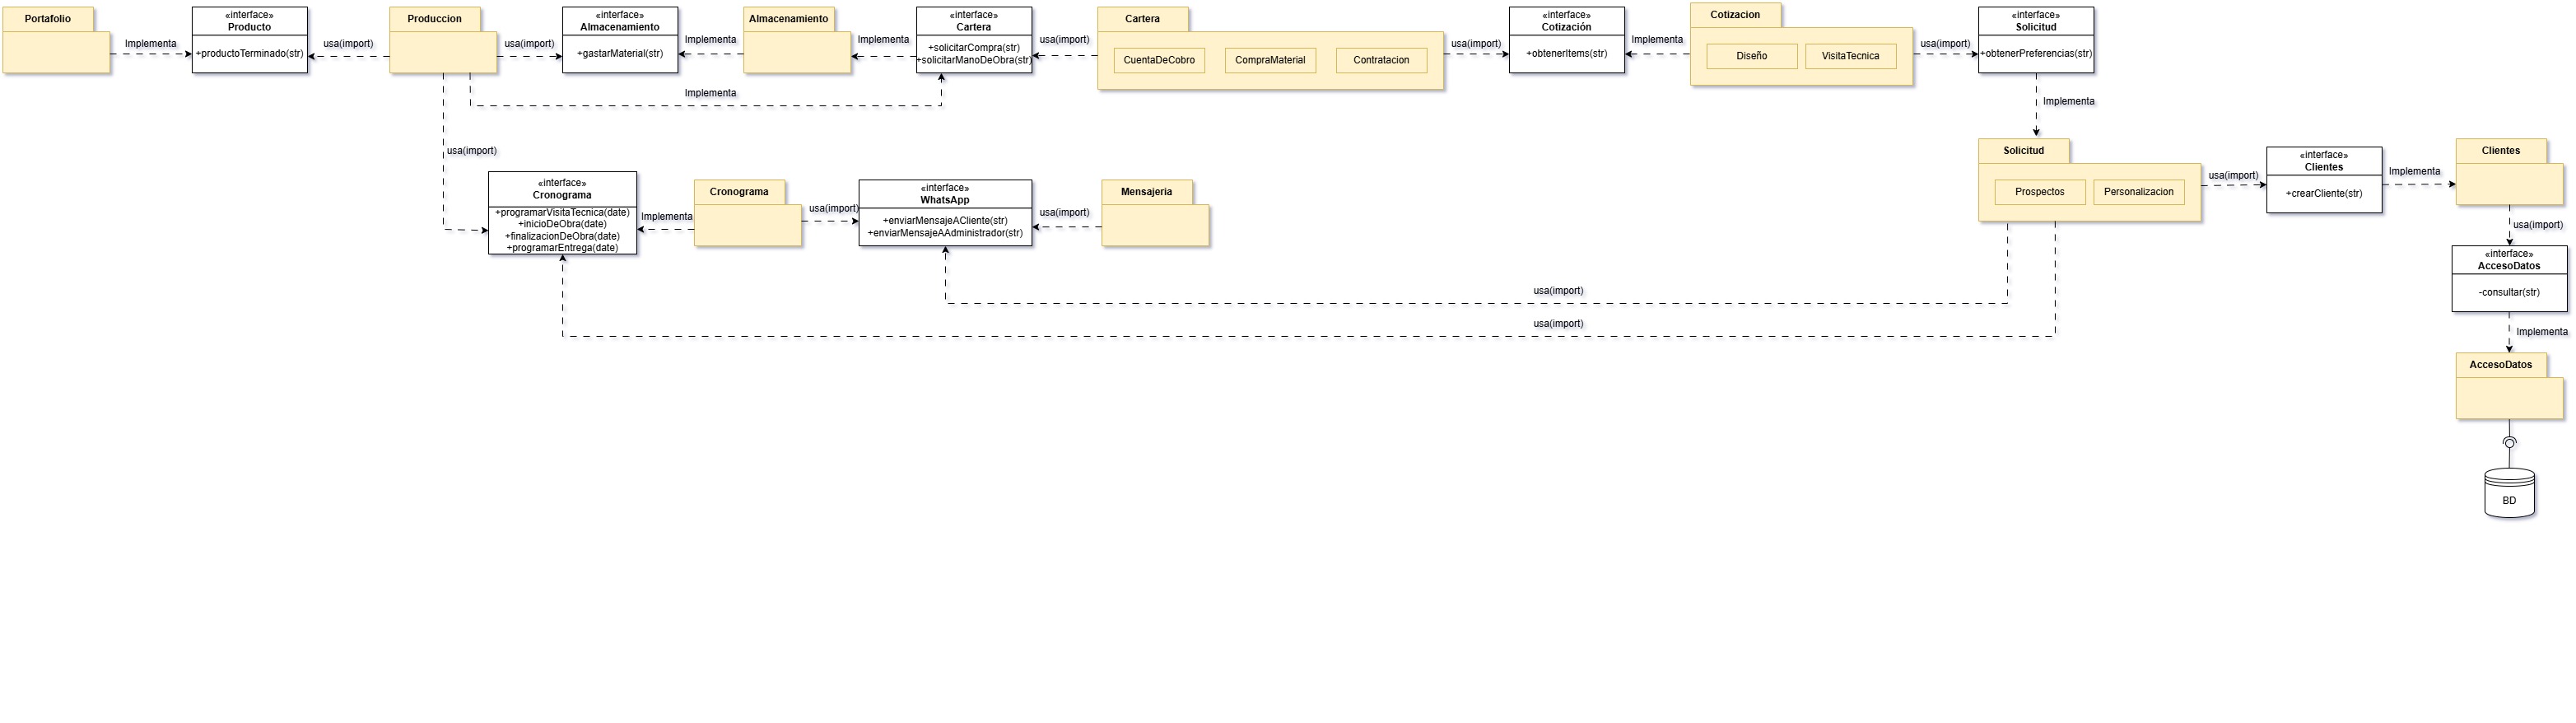 Portafolio
Implementa
«interface»
Producto
+productoTerminado(str)
usa(import)
Produccion
usa(import)
«interface»
Almacenamiento
+gastarMaterial(str)
Implementa
Almacenamiento
Implementa
«interface»
Cartera
+solicitarCompra(str)
+solicitarManoDeObra(str)
usa(import)
Cartera
CuentaDeCobro
CompraMaterial
Contratacion
usa(import)
«interface»
Cotización
+obtenerItems(str)
Implementa
Cotizacion
Diseño
VisitaTecnica
usa(import)
«interface»
Solicitud
+obtenerPreferencias(str)
Implementa
Implementa
usa(import)
«interface»
Cronograma
+programarVisitaTecnica(date)
+inicioDeObra(date)
+finalizacionDeObra(date)
+programarEntrega(date)
Implementa
Cronograma
usa(import)
«interface»
WhatsApp
+enviarMensajeACliente(str)
+enviarMensajeAAdministrador(str)
usa(import)
Mensajeria
Solicitud
Prospectos
Personalizacion
usa(import)
«interface»
Clientes
+crearCliente(str)
Implementa
Clientes
usa(import)
«interface»
AccesoDatos
-consultar(str)
usa(import)
usa(import)
Implementa
AccesoDatos
BD